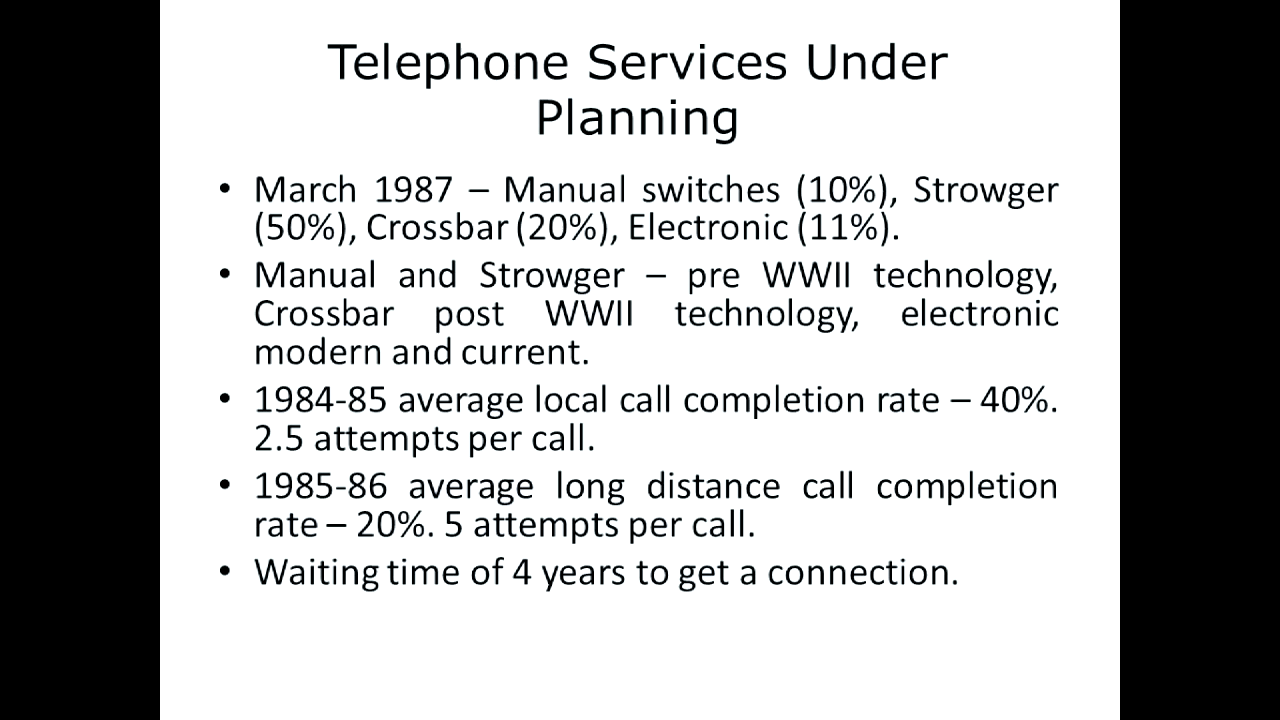 Telephone Services Under
Planning
• March 1987 – Manual switches (10%), Strowger
(50%), Crossbar (20%), Electronic (11%).
• Manual and Strowger – pre WWII technology,
Crossbar post WWII technology, electronic
modern and current.
• 1984-85 average local call completion rate – 40%.
2.5 attempts per call.
• 1985-86 average long distance call completion
rate – 20%. 5 attempts per call.
• Waiting time of 4 years to get a connection.